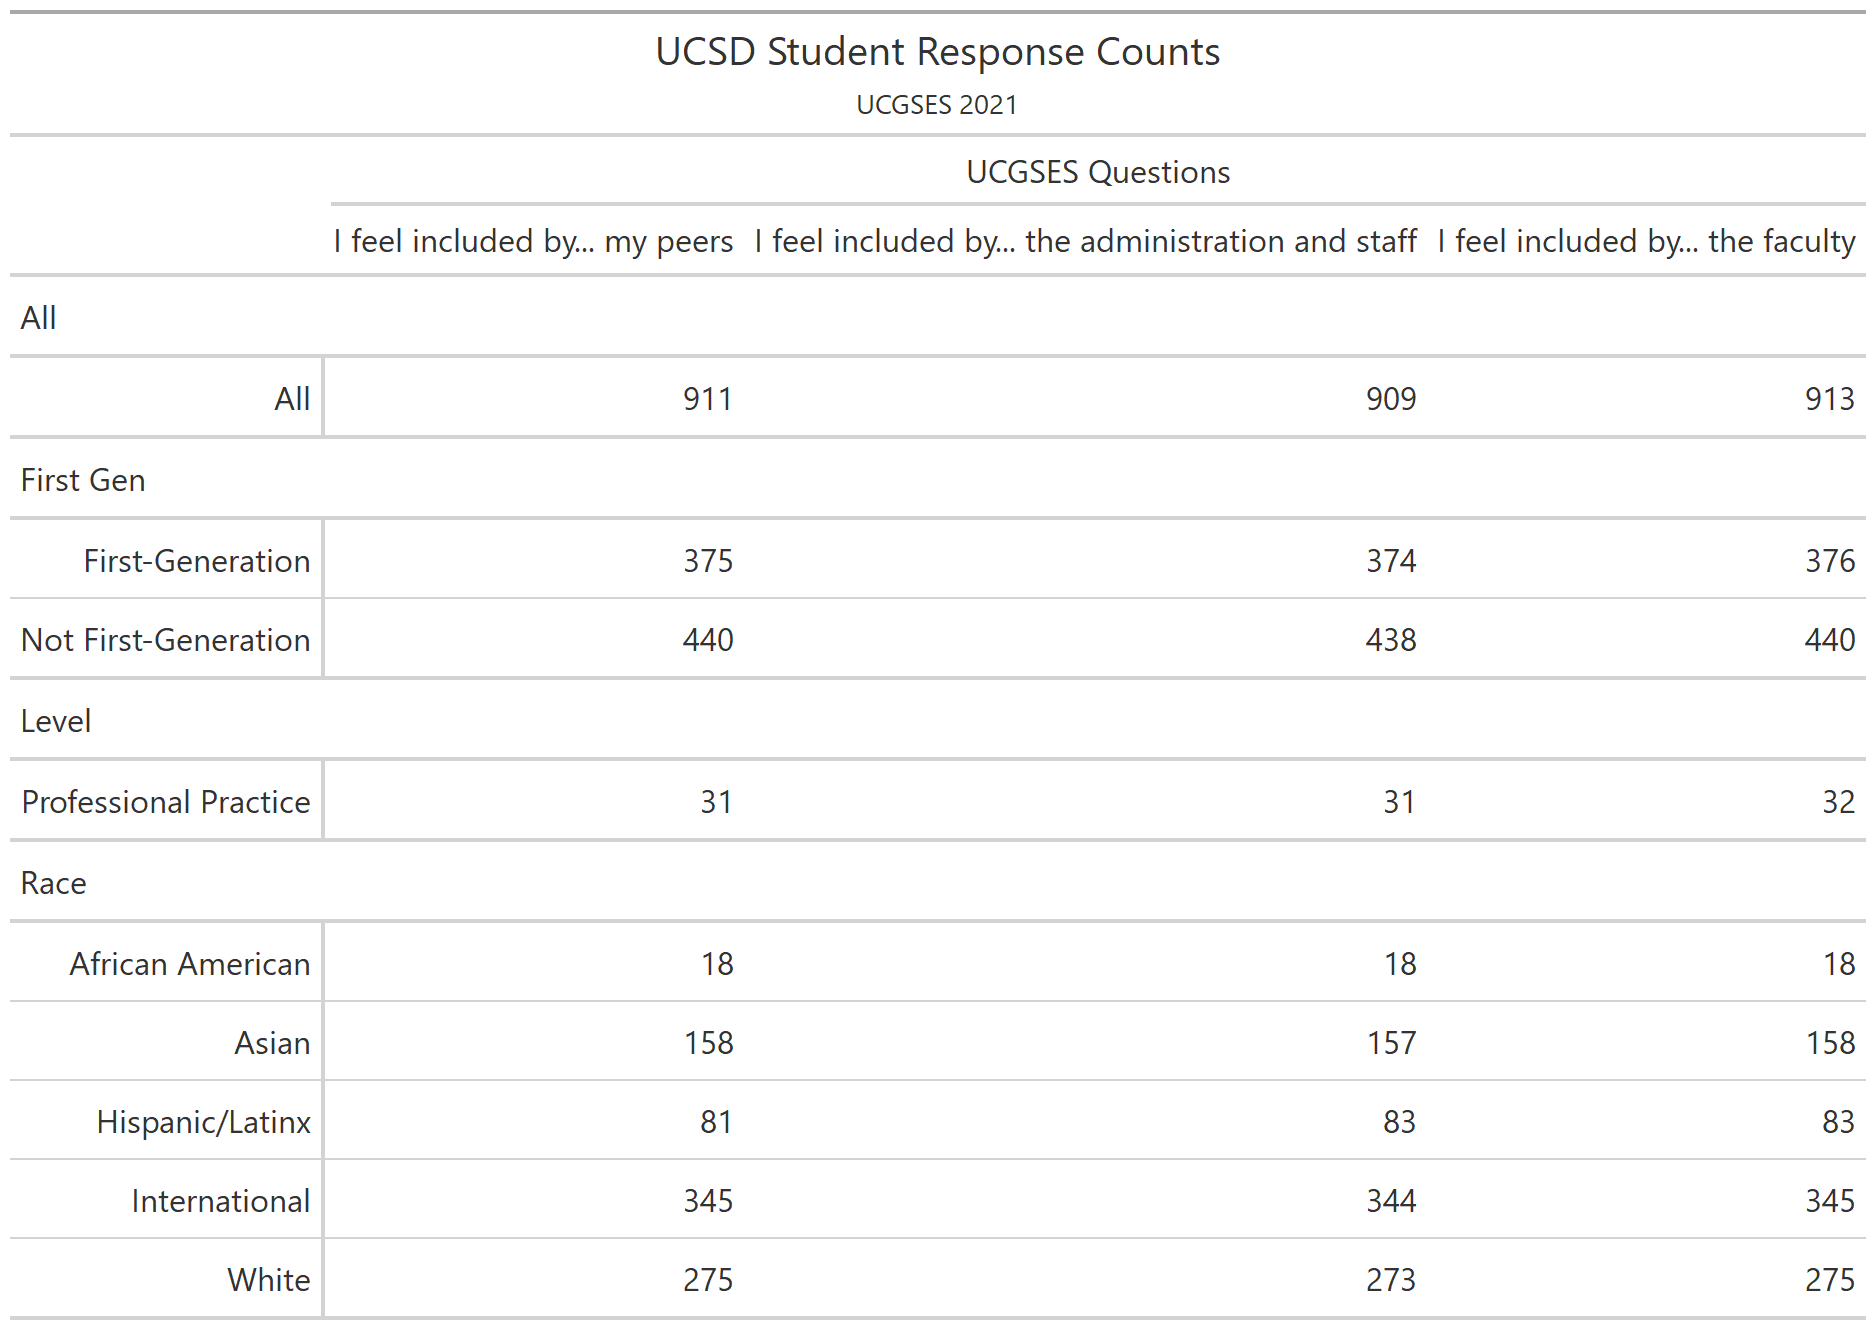 UCSD Student Response Counts
UCGSES 2021
UCGSES Questions
I feel included by... my peers I feel included by... the administration and staff I feel included by... the faculty
All
All 911 909 913
First Gen
First-Generation 375 374 376
Not First-Generation 440 438 440
Level
Professional Practice 31 31 32
Race
African American 18 18 18
Asian 158 157 158
Hispanic/Latinx 81 83 83
International 345 344 345
White 275 273 275